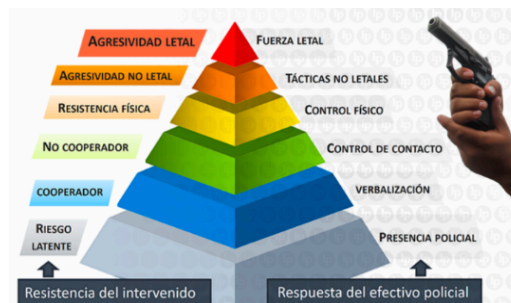 AGRESIVIDAD LETAL
FUERZA LETAL
AGRESIVIDAD NO LETAL
TÁCTICAS NO LETALES
RESISTENCIA FÍSICA
CONTROL FÍSICO
NO COOPERADOR
CONTROL DE CONTACTO
COOPERADOR
VERBALIZACIÓN
RIESGO
LATENTE
PRESENCIA POLICIAL
Resistencia del intervenido
Respuesta del efectivo policial